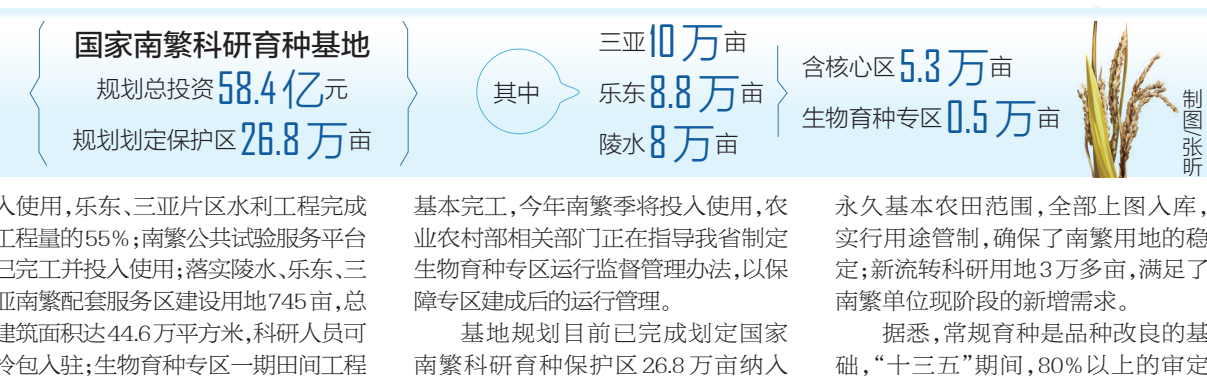 国家南繁科研育种基地
规划总投资58.4亿元
规划划定保护区26.8万亩
其中
三亚10万亩
乐东8.8万亩
陵水8万亩
含核心区5.3万亩
生物育种专区0.5万亩
制图/张昕
入使用,乐东、三亚片区水利工程完成
工程量的55%;南繁公共试验服务平台
已完工并投入使用;落实陵水、乐东、三
亚南繁配套服务区建设用地745亩,总
建筑面积达44.6万平方米,科研人员可
拎包入驻;生物育种专区一期田间工程
基本完工,今年南繁季将投入使用,农
业农村部相关部门正在指导我省制定
生物育种专区运行监督管理办法,以保
障专区建成后的运行管理。
基地规划目前已完成划定国家
南繁科研育种保护区26.8万亩纳入
永久基本农田范围,全部上图入库,
实行用途管制,确保了南繁用地的稳
定;新流转科研用地3万多亩,满足了
南繁单位现阶段的新增需求。
据悉,常规育种是品种改良的基
础,“十三五”期间,80%以上的审定